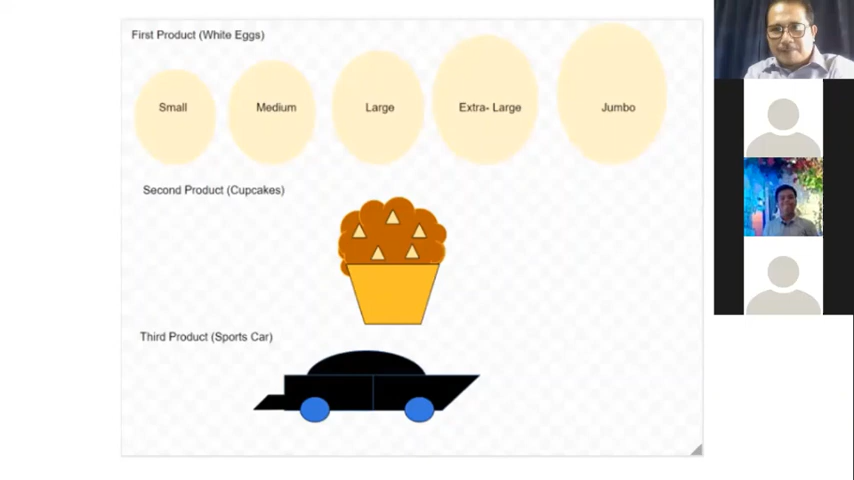 First Product (White Eggs)
Small
Medium
Large
Extra- Large
Jumbo
Second Product (Cupcakes)
Third Product (Sports Car)